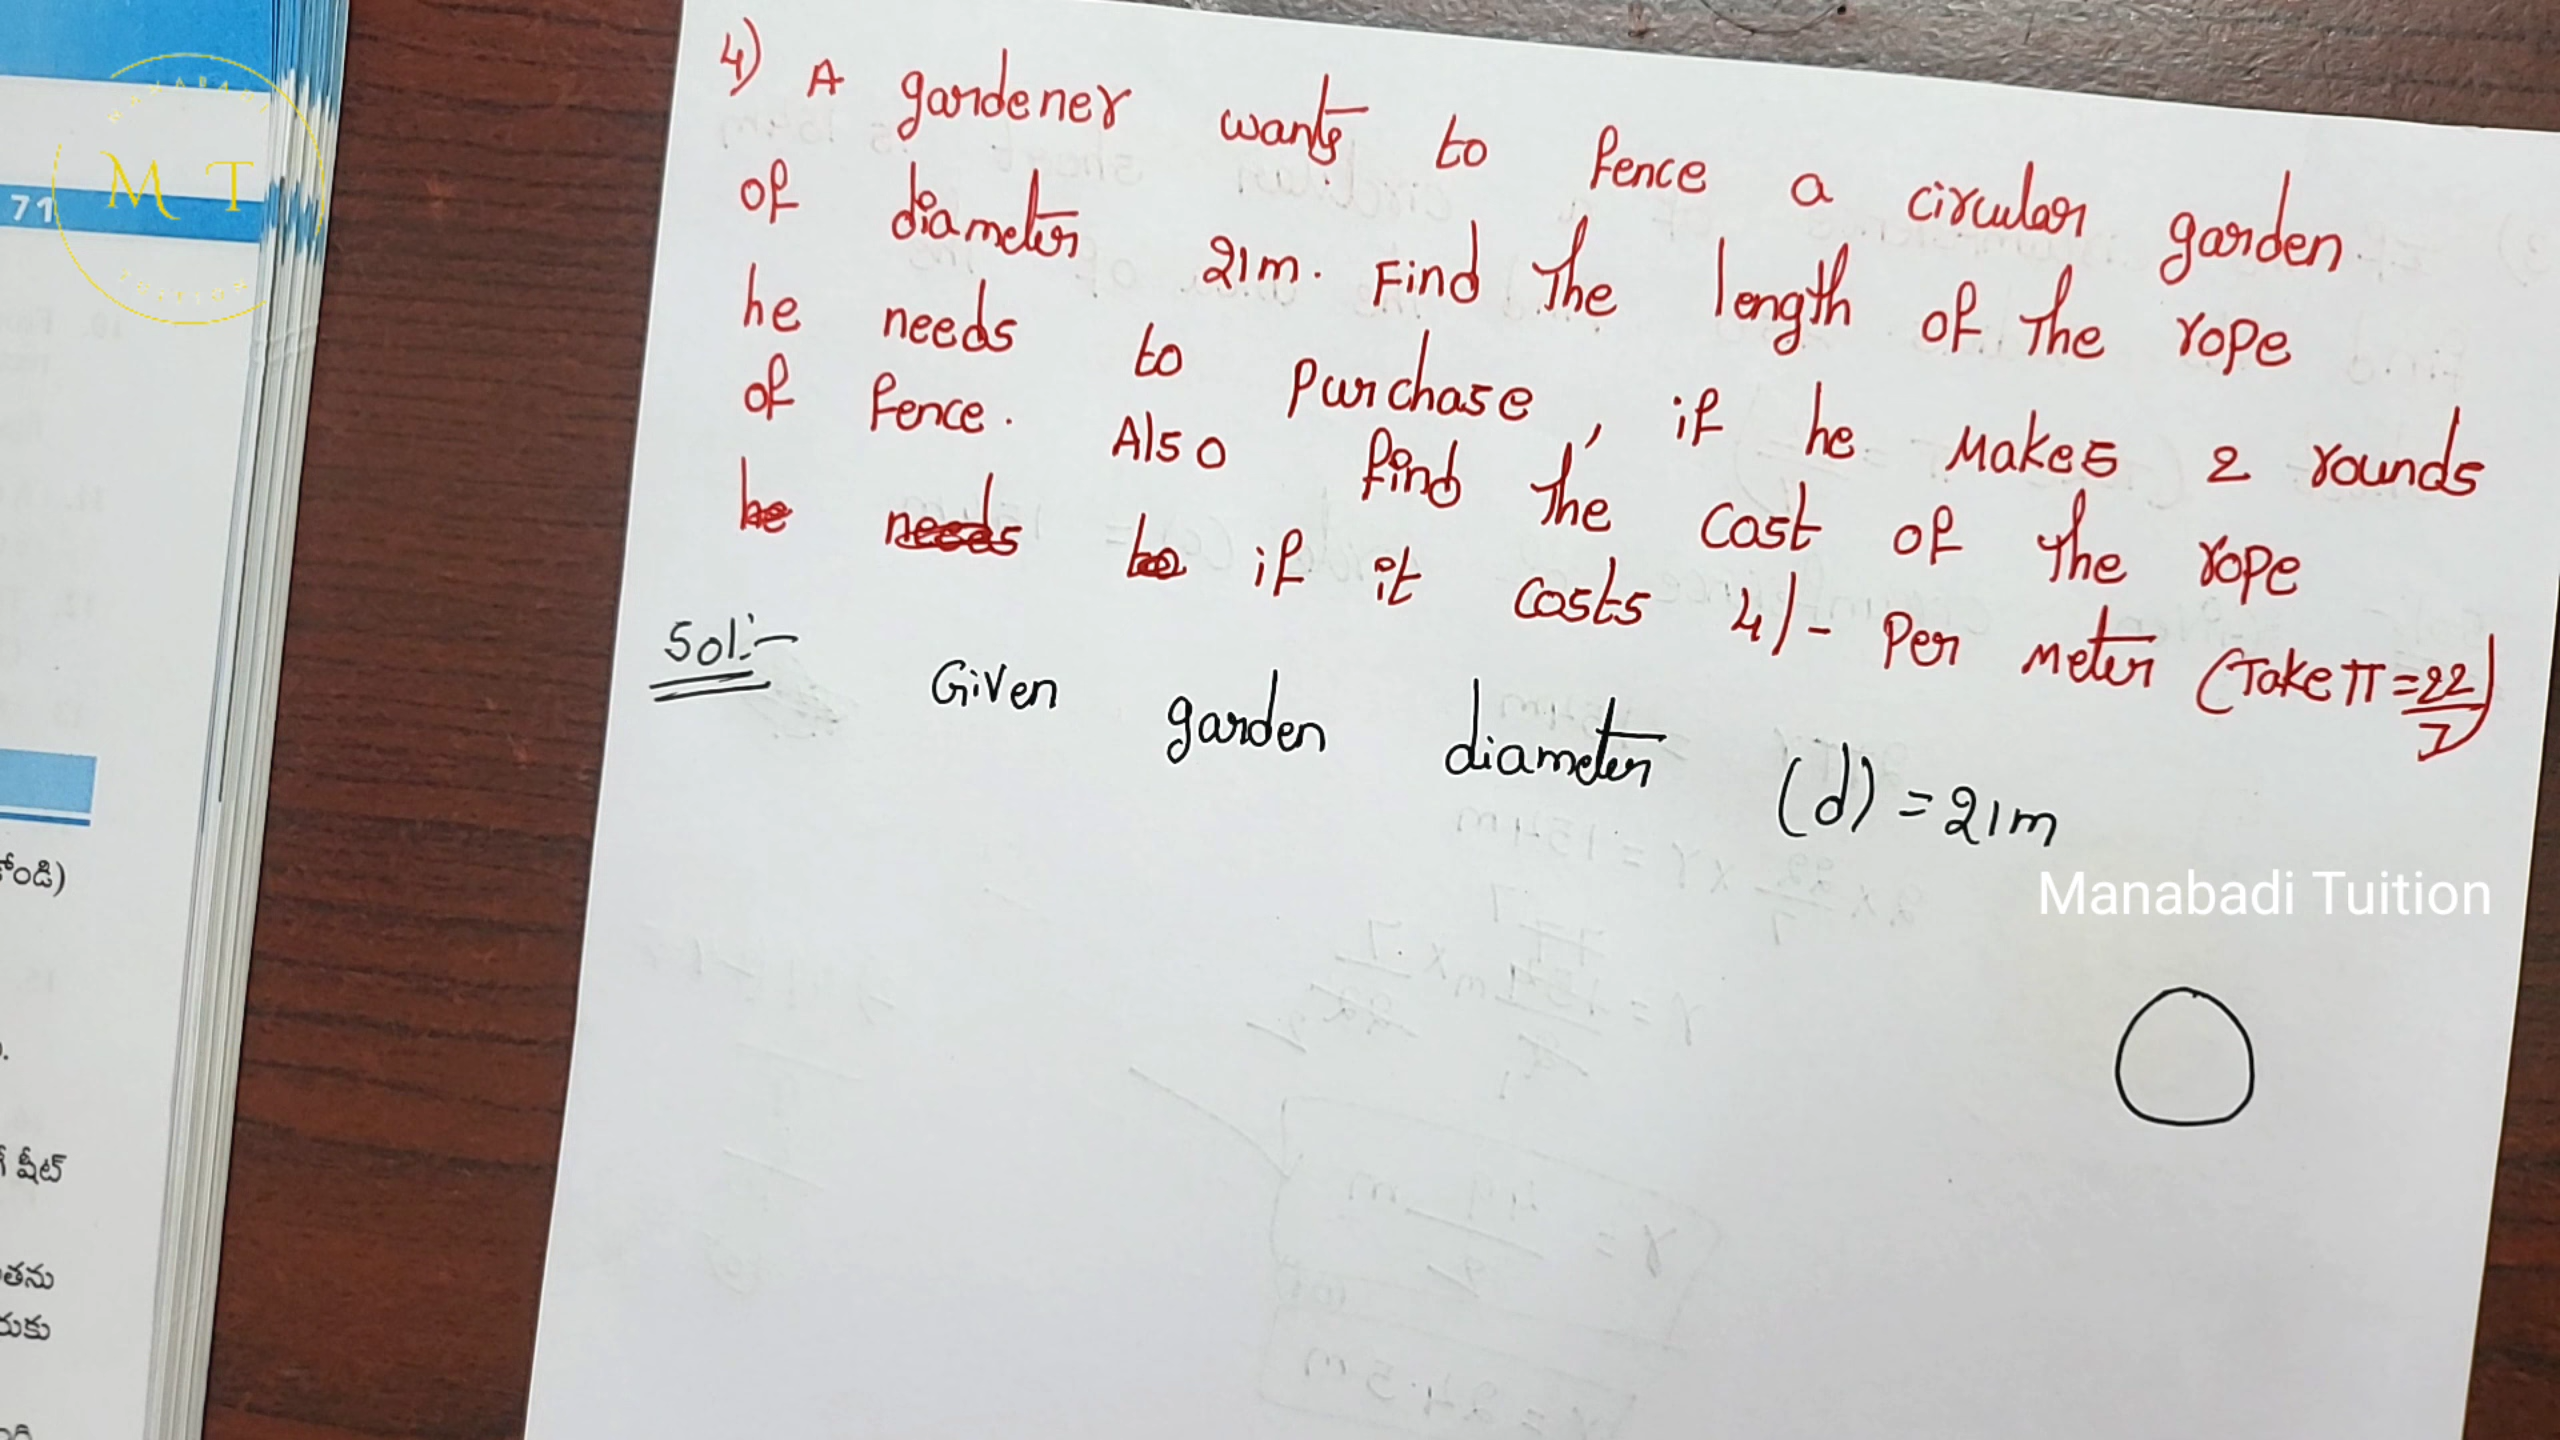 71
M T
కోండి)
షీట్
4) A gardener wants to fence a circular garden.
of diameter 21m. Find the length of the rope
he needs to purchase, if he makes 2 rounds
of fence. Also find the cost of the rope
he needs to if it costs 4/- per meter (Take π = 22/7)
Sol:-
Given garden diameter (d) = 21m
Manabadi Tuition